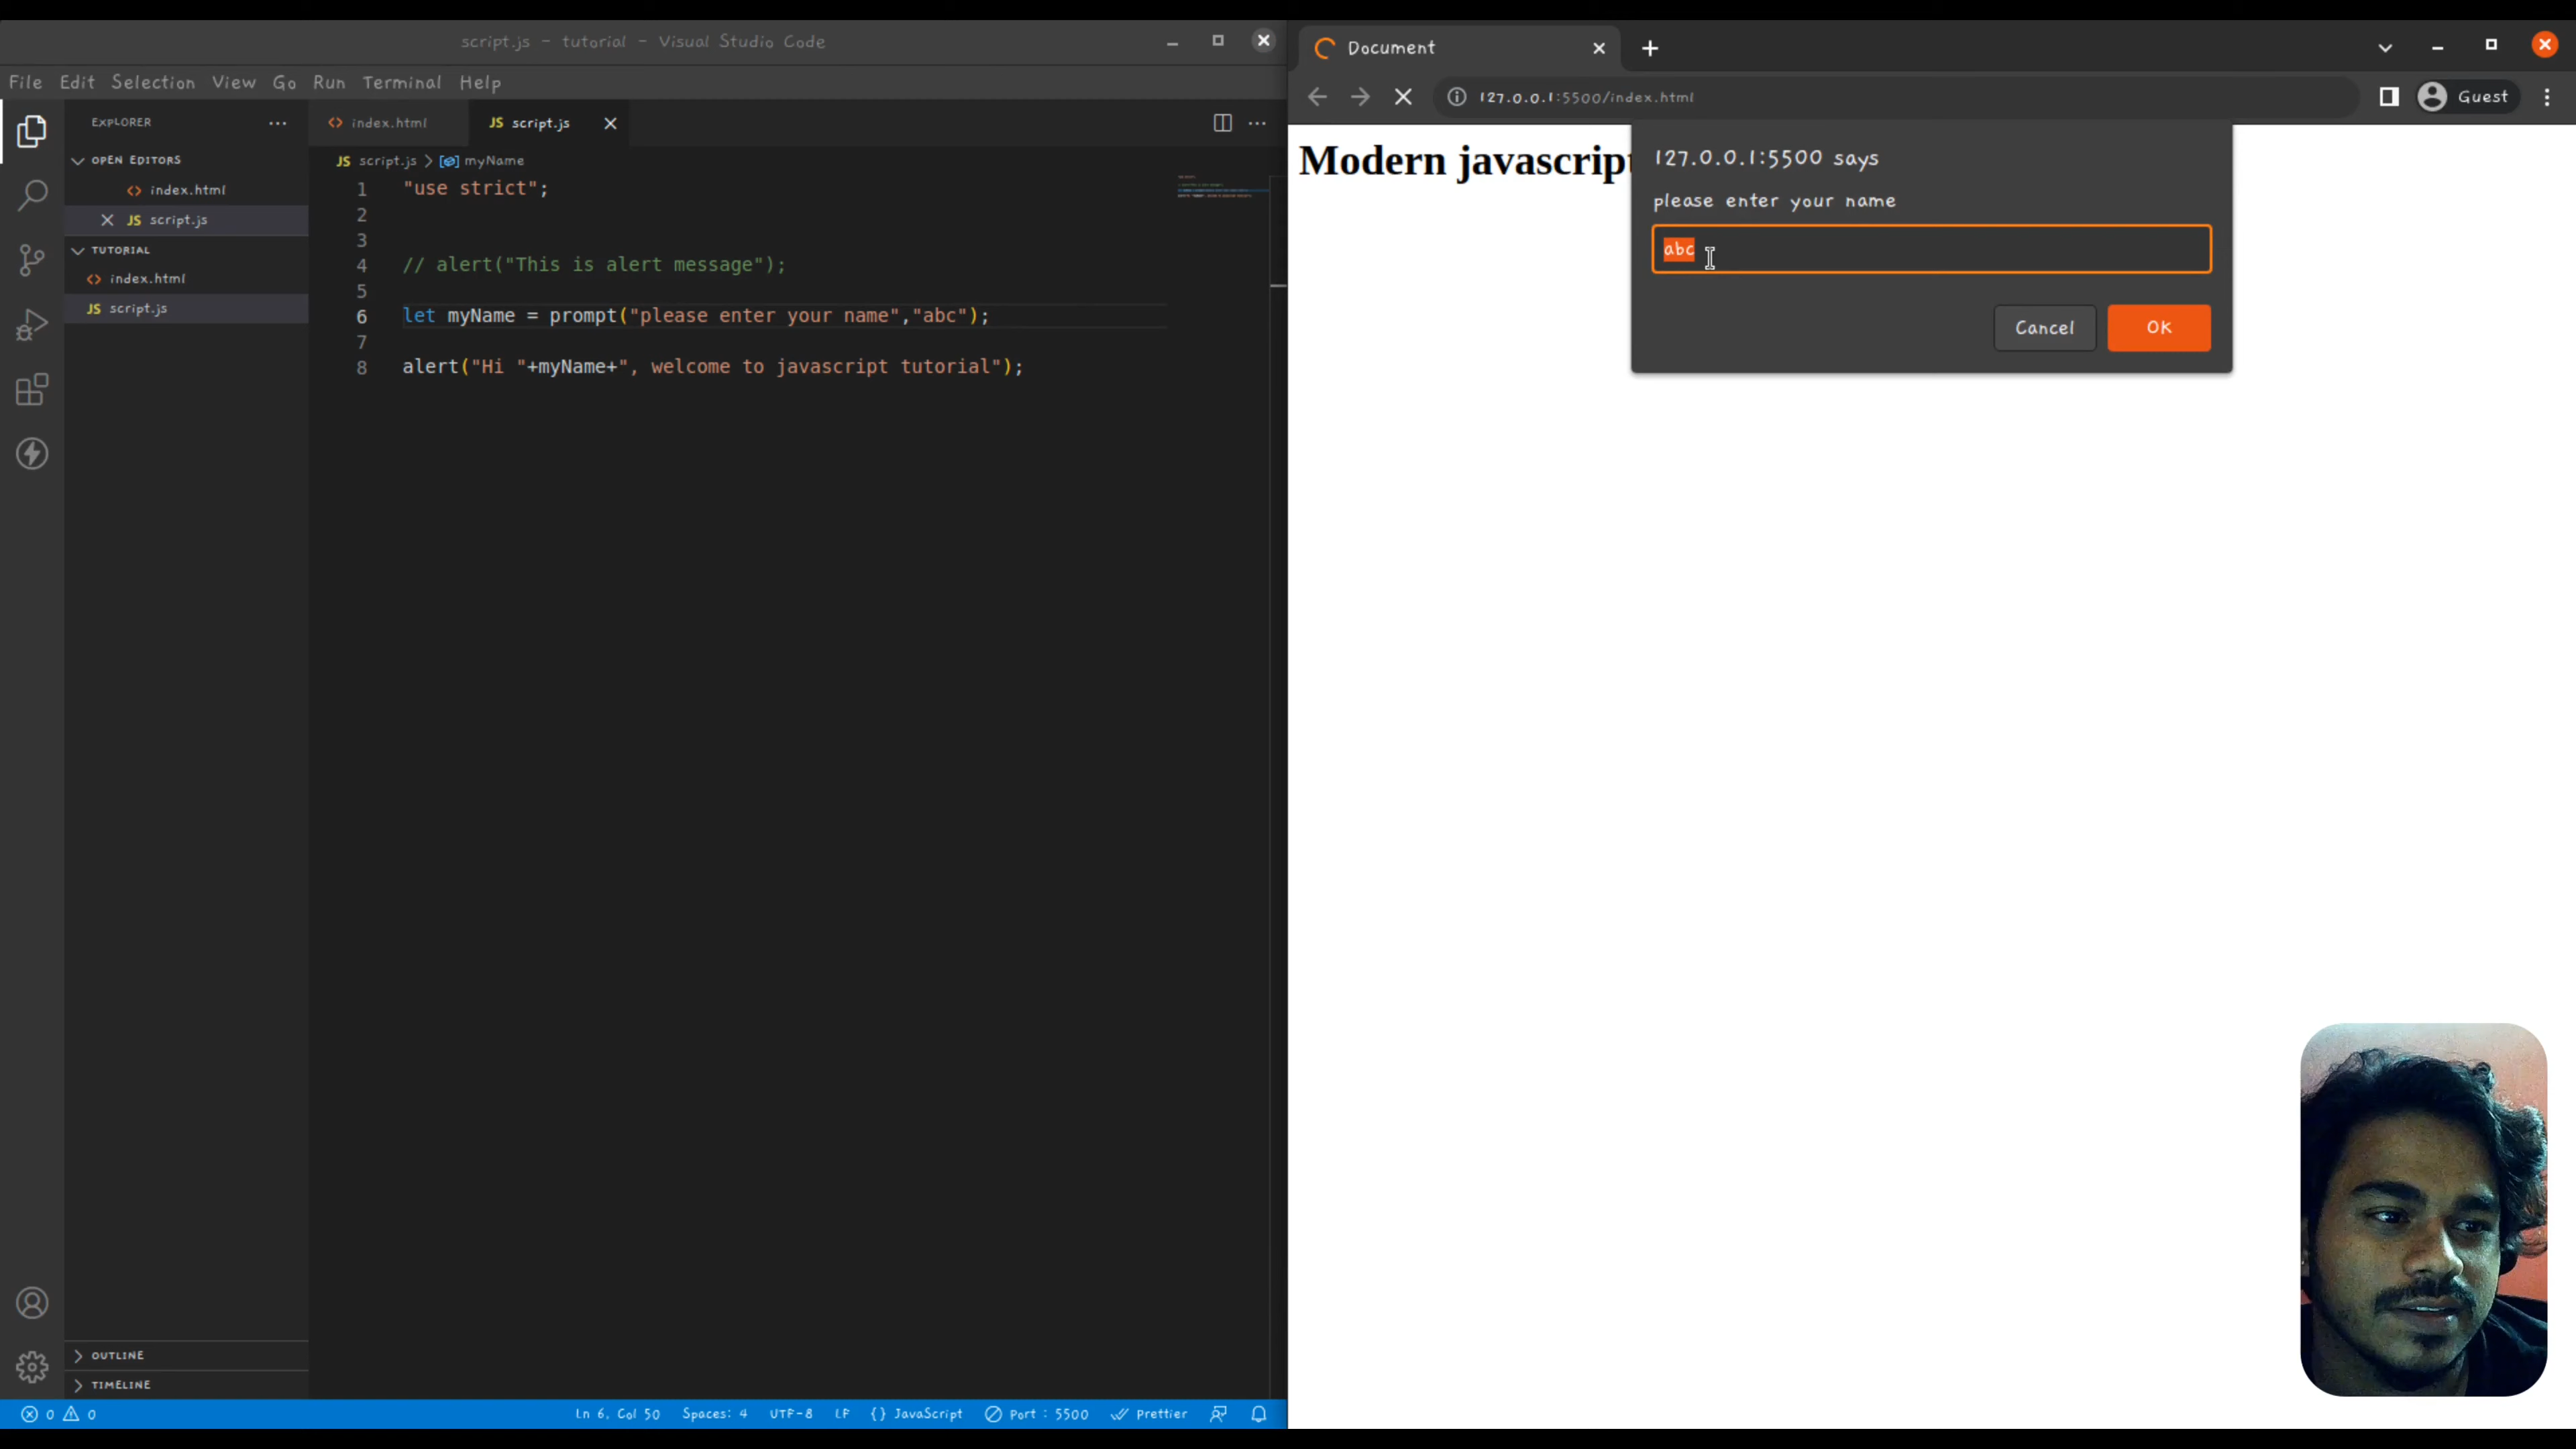 script.js - tutorial - Visual Studio Code
File Edit Selection View Go Run Terminal Help
EXPLORER
OPEN EDITORS
index.html
JS script.js
TUTORIAL
index.html
JS script.js
OUTLINE
TIMELINE
index.html JS script.js
JS script.js > myName
1 "use strict";
2
3
4 // alert("This is alert message");
5
6 let myName = prompt("please enter your name","abc");
7
8 alert("Hi "+myName+", welcome to javascript tutorial");
0 0 Ln 6, Col 50 Spaces: 4 UTF-8 LF {} JavaScript Port : 5500 Prettier
Document
127.0.0.1:5500/index.html Guest
Modern javascript
127.0.0.1:5500 says
please enter your name
abc
Cancel OK